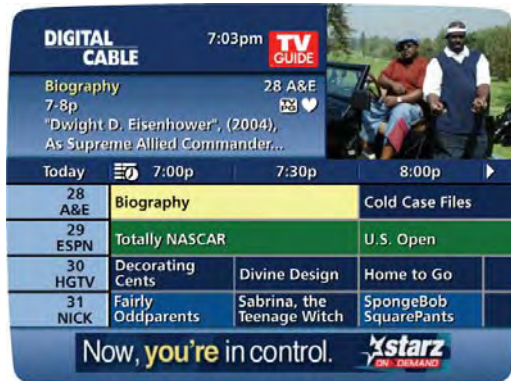 DIGITAL
CABLE
7:03pm
TV
GUIDE
Biography
28 A&E
7-8p
TV
PG
"Dwight D. Eisenhower", (2004),
As Supreme Allied Commander...
Today
7:00p
7:30p
8:00p
28
A&E
Biography
Cold Case Files
29
ESPN
Totally NASCAR
U.S. Open
30
HGTV
Decorating
Cents
Divine Design
Home to Go
31
NICK
Fairly
Oddparents
Sabrina, the
Teenage Witch
SpongeBob
SquarePants
Now, you're in control.
starz
ON DEMAND